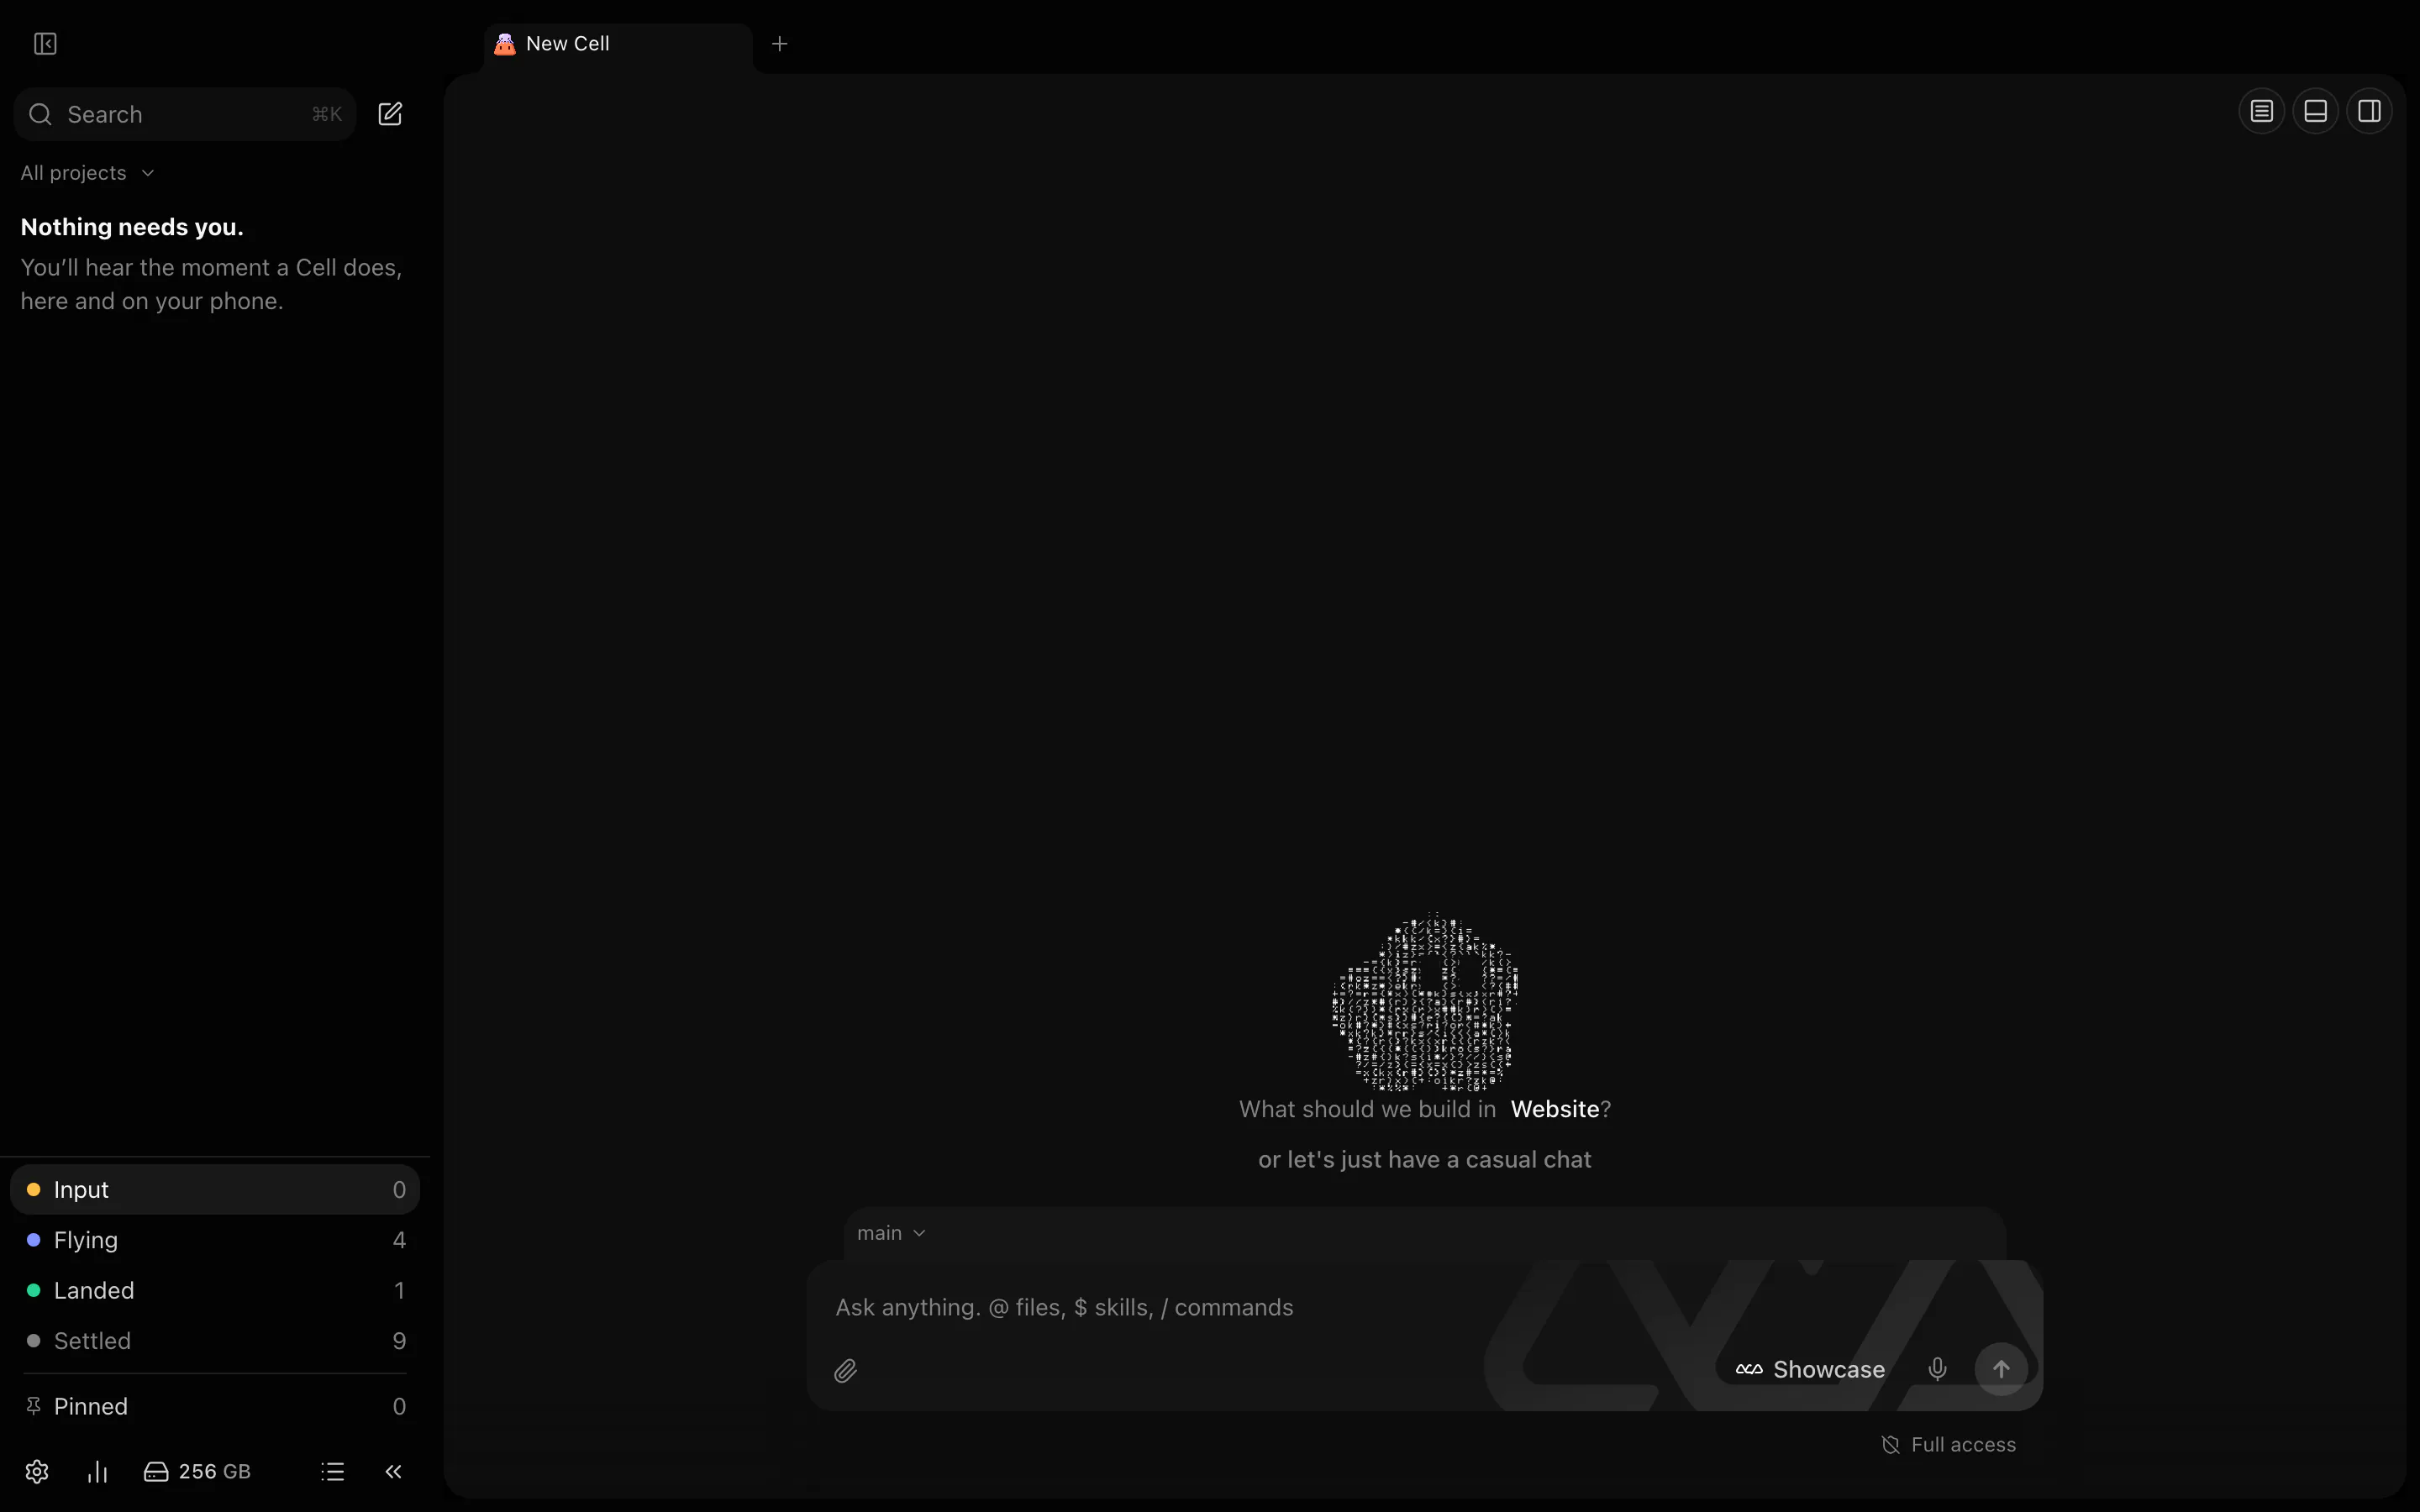 New Cell
Search
⌘K
All projects
Nothing needs you.
You’ll hear the moment a Cell does,
here and on your phone.
What should we build in Website?
or let's just have a casual chat
Input 0
Flying 4
Landed 1
Settled 9
Pinned 0
256 GB
main
Ask anything. @ files, $ skills, / commands
Showcase
Full access